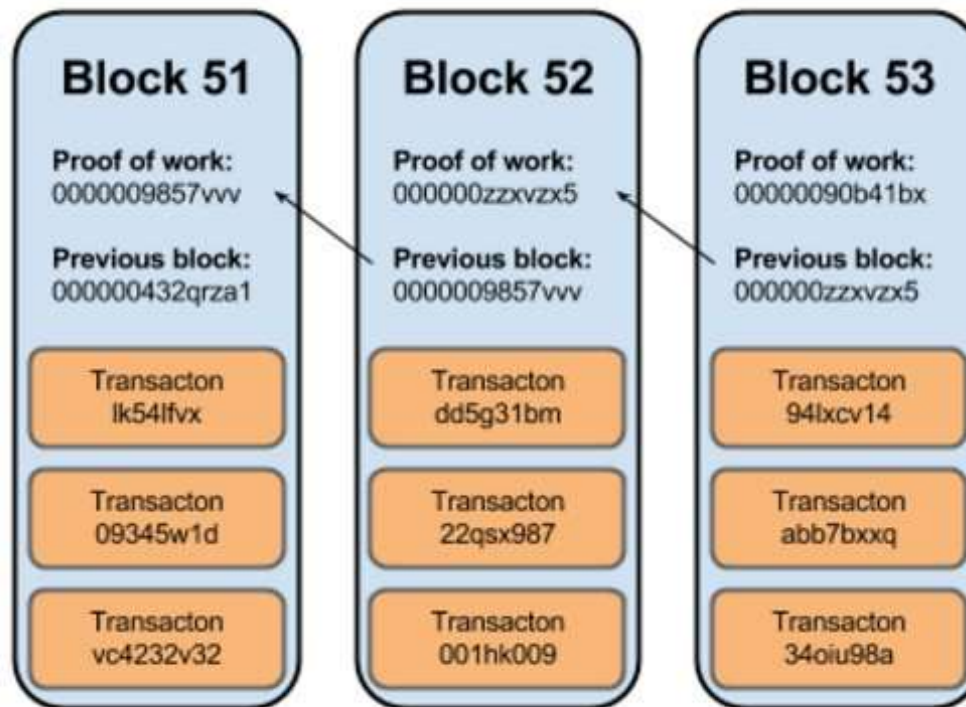 Block 51
Proof of work:
0000009857vvv
Previous block:
000000432qrza1
Transacton
lk54lfvx
Transacton
09345w1d
Transacton
vc4232v32
Block 52
Proof of work:
000000zzxvzx5
Previous block:
0000009857vvv
Transacton
dd5g31bm
Transacton
22qsx987
Transacton
001hk009
Block 53
Proof of work:
00000090b41bx
Previous block:
000000zzxvzx5
Transacton
94lxcv14
Transacton
abb7bxxq
Transacton
34oiu98a